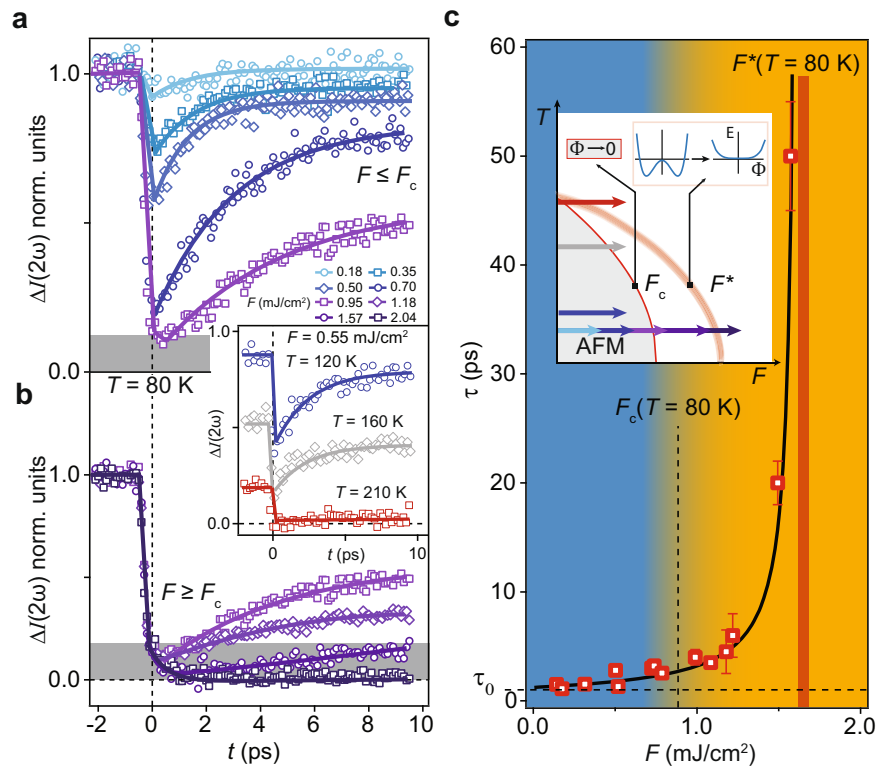 a
ΔI(2ω) norm. units
1.0
0.0
F ≤ Fc
0.18 0.35
0.50 0.70
F (mJ/cm²)
0.95 1.18
1.57 2.04
T = 80 K
b
ΔI(2ω) norm. units
1.0
0.0
F ≥ Fc
-2 0 2 4 6 8 10
t (ps)
F = 0.55 mJ/cm²
T = 120 K
T = 160 K
T = 210 K
ΔI(2ω)
1.0
0.0
0 10
t (ps)
c
τ (ps)
60
50
40
30
20
10
0
τ0
F*(T = 80 K)
T
E
Φ→0
Φ
Fc
F*
AFM
F
Fc(T = 80 K)
0.0 1.0 2.0
F (mJ/cm²)